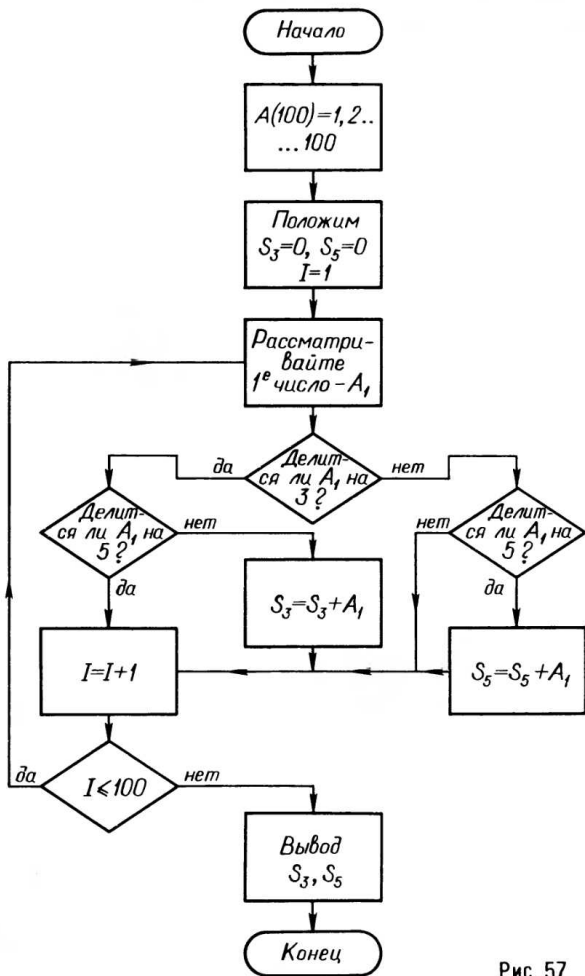 Начало
A(100)=1,2..
...100
Положим
S₃=0, S₅=0
I=1
Рассматри-
вайте
1ᵉ число – A₁
Делит-
ся ли A₁ на
3?
да
нет
Делит-
ся ли A₁ на
5?
нет
да
Делит-
ся ли A₁ на
5?
нет
да
S₃=S₃+A₁
I=I+1
S₅=S₅+A₁
I⩽100
да
нет
Вывод
S₃, S₅
Конец
Рис. 57